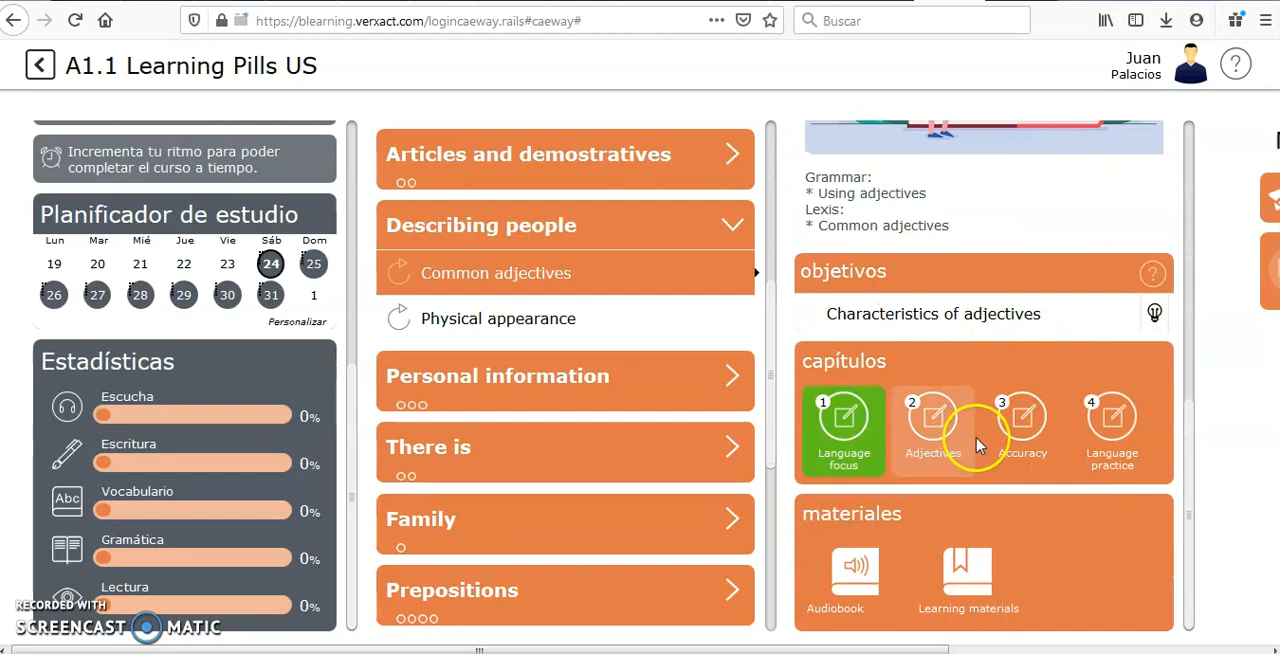 https://blearning.verxact.com/logincaeway.rails#caeway#
Buscar
A1.1 Learning Pills US
Juan
Palacios
?
Incrementa tu ritmo para poder
completar el curso a tiempo.
Planificador de estudio
Lun Mar Mié Jue Vie Sáb Dom
19 20 21 22 23 24 25
26 27 28 29 30 31 1
Personalizar
Estadísticas
Escucha
0%
Escritura
0%
Abc
Vocabulario
0%
Gramática
0%
Lectura
0%
RECORDED WITH
SCREENCAST MATIC
Articles and demostratives
Describing people
Common adjectives
Physical appearance
Personal information
There is
Family
Prepositions
Grammar:
* Using adjectives
Lexis:
* Common adjectives
objetivos
?
Characteristics of adjectives
capítulos
1 2 3 4
Language focus
Adjectives
Accuracy
Language practice
materiales
Audiobook
Learning materials